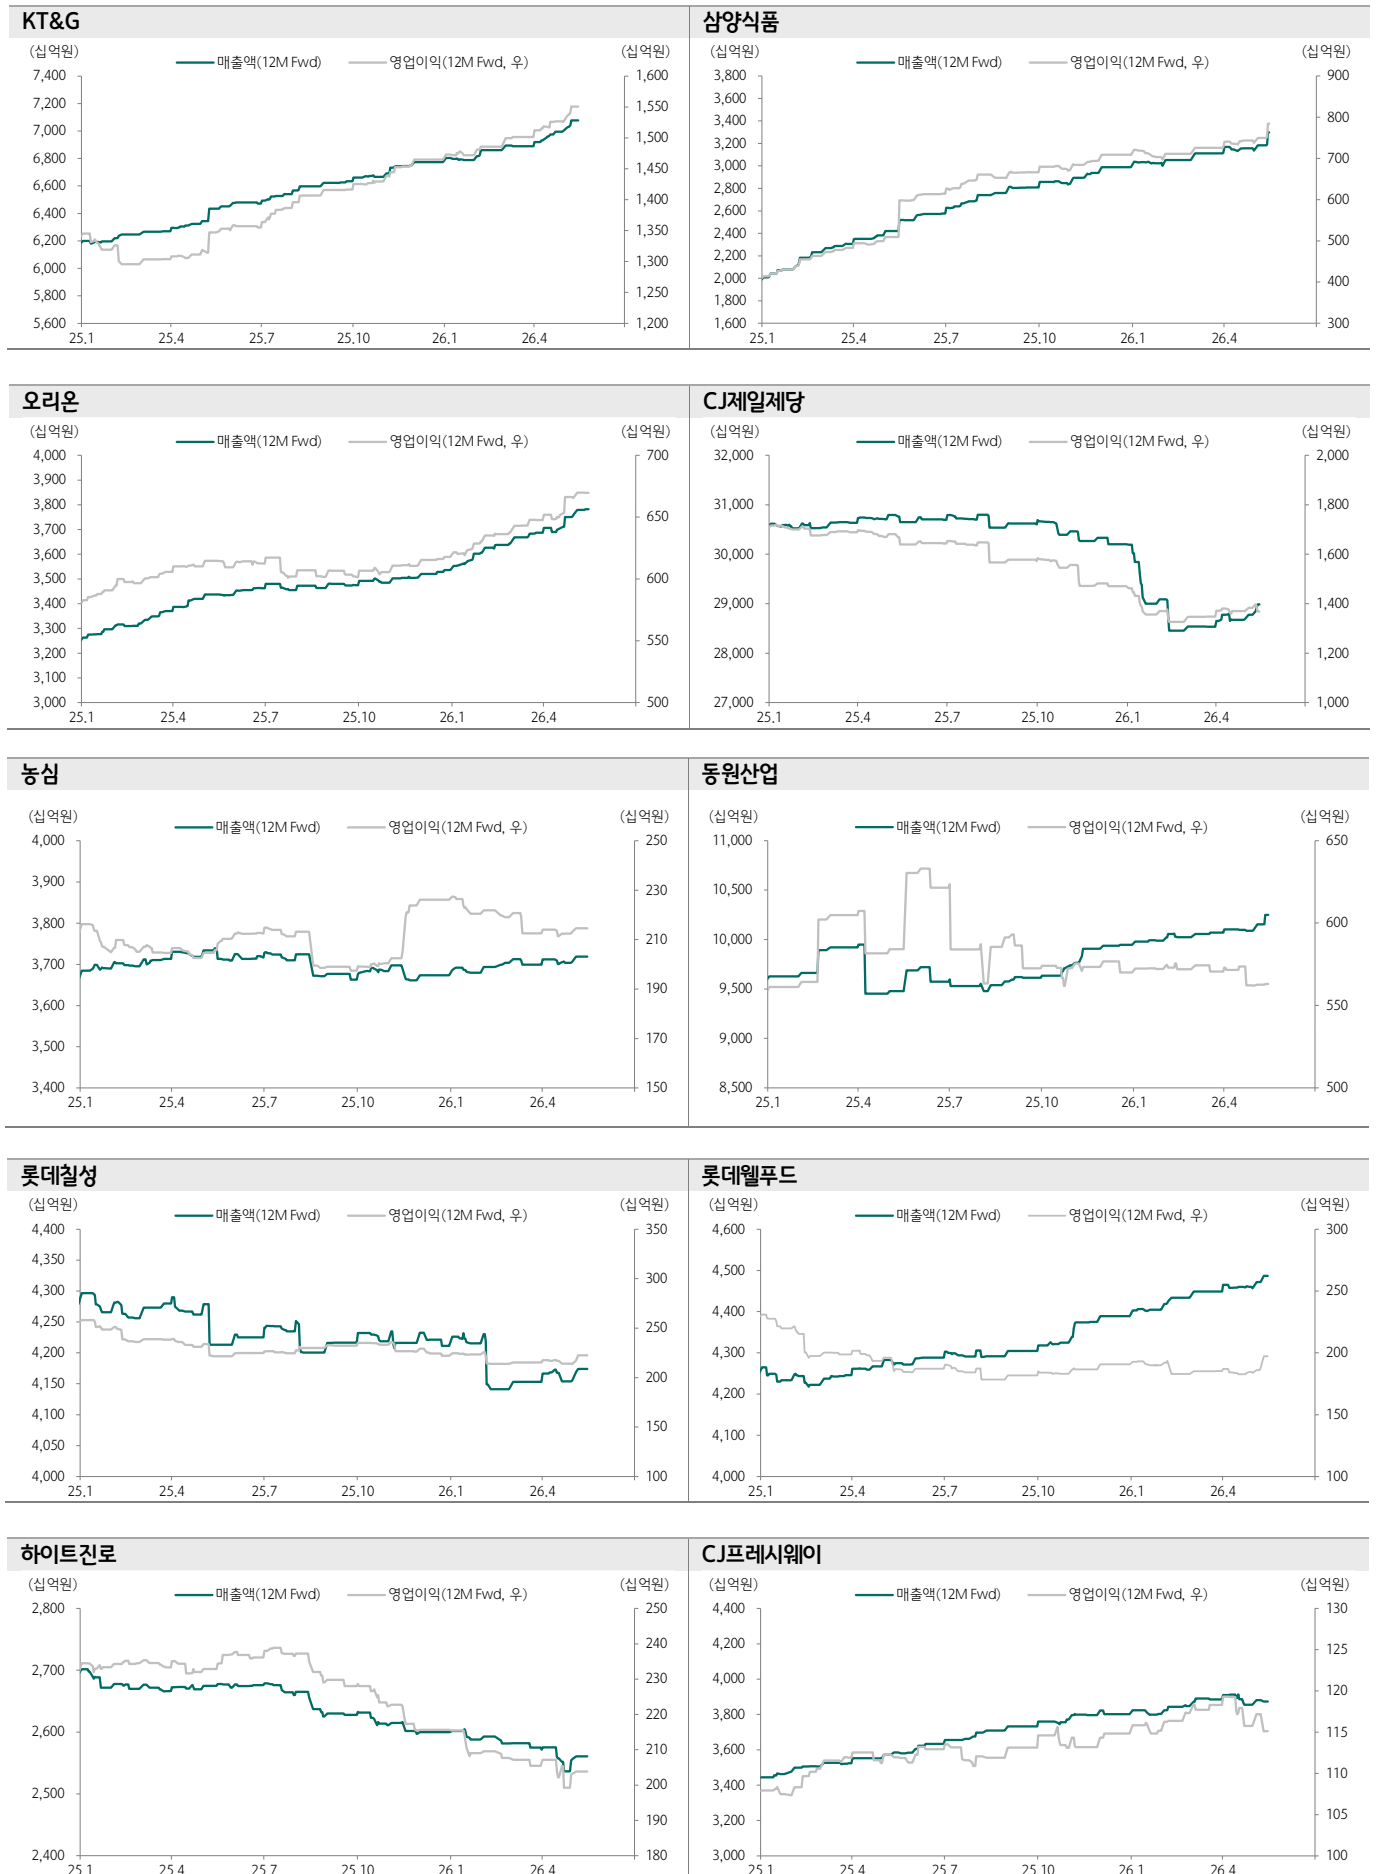 KT&G
(십억원)
(십억원)
매출액(12M Fwd)
영업이익(12M Fwd, 우)
7,400
7,200
7,000
6,800
6,600
6,400
6,200
6,000
5,800
5,600
1,600
1,550
1,500
1,450
1,400
1,350
1,300
1,250
1,200
25.1 25.4 25.7 25.10 26.1 26.4
삼양식품
(십억원)
(십억원)
매출액(12M Fwd)
영업이익(12M Fwd, 우)
3,800
3,600
3,400
3,200
3,000
2,800
2,600
2,400
2,200
2,000
1,800
1,600
900
800
700
600
500
400
300
25.1 25.4 25.7 25.10 26.1 26.4
오리온
(십억원)
(십억원)
매출액(12M Fwd)
영업이익(12M Fwd, 우)
4,000
3,900
3,800
3,700
3,600
3,500
3,400
3,300
3,200
3,100
3,000
700
650
600
550
500
25.1 25.4 25.7 25.10 26.1 26.4
CJ제일제당
(십억원)
(십억원)
매출액(12M Fwd)
영업이익(12M Fwd, 우)
32,000
31,000
30,000
29,000
28,000
27,000
2,000
1,800
1,600
1,400
1,200
1,000
25.1 25.4 25.7 25.10 26.1 26.4
농심
(십억원)
(십억원)
매출액(12M Fwd)
영업이익(12M Fwd, 우)
4,000
3,900
3,800
3,700
3,600
3,500
3,400
250
230
210
190
170
150
25.1 25.4 25.7 25.10 26.1 26.4
동원산업
(십억원)
(십억원)
매출액(12M Fwd)
영업이익(12M Fwd, 우)
11,000
10,500
10,000
9,500
9,000
8,500
650
600
550
500
25.1 25.4 25.7 25.10 26.1 26.4
롯데칠성
(십억원)
(십억원)
매출액(12M Fwd)
영업이익(12M Fwd, 우)
4,400
4,350
4,300
4,250
4,200
4,150
4,100
4,050
4,000
350
300
250
200
150
100
25.1 25.4 25.7 25.10 26.1 26.4
롯데웰푸드
(십억원)
(십억원)
매출액(12M Fwd)
영업이익(12M Fwd, 우)
4,600
4,500
4,400
4,300
4,200
4,100
4,000
300
250
200
150
100
25.1 25.4 25.7 25.10 26.1 26.4
하이트진로
(십억원)
(십억원)
매출액(12M Fwd)
영업이익(12M Fwd, 우)
2,800
2,700
2,600
2,500
2,400
250
240
230
220
210
200
190
180
25.1 25.4 25.7 25.10 26.1 26.4
CJ프레시웨이
(십억원)
(십억원)
매출액(12M Fwd)
영업이익(12M Fwd, 우)
4,400
4,200
4,000
3,800
3,600
3,400
3,200
3,000
130
125
120
115
110
105
100
25.1 25.4 25.7 25.10 26.1 26.4